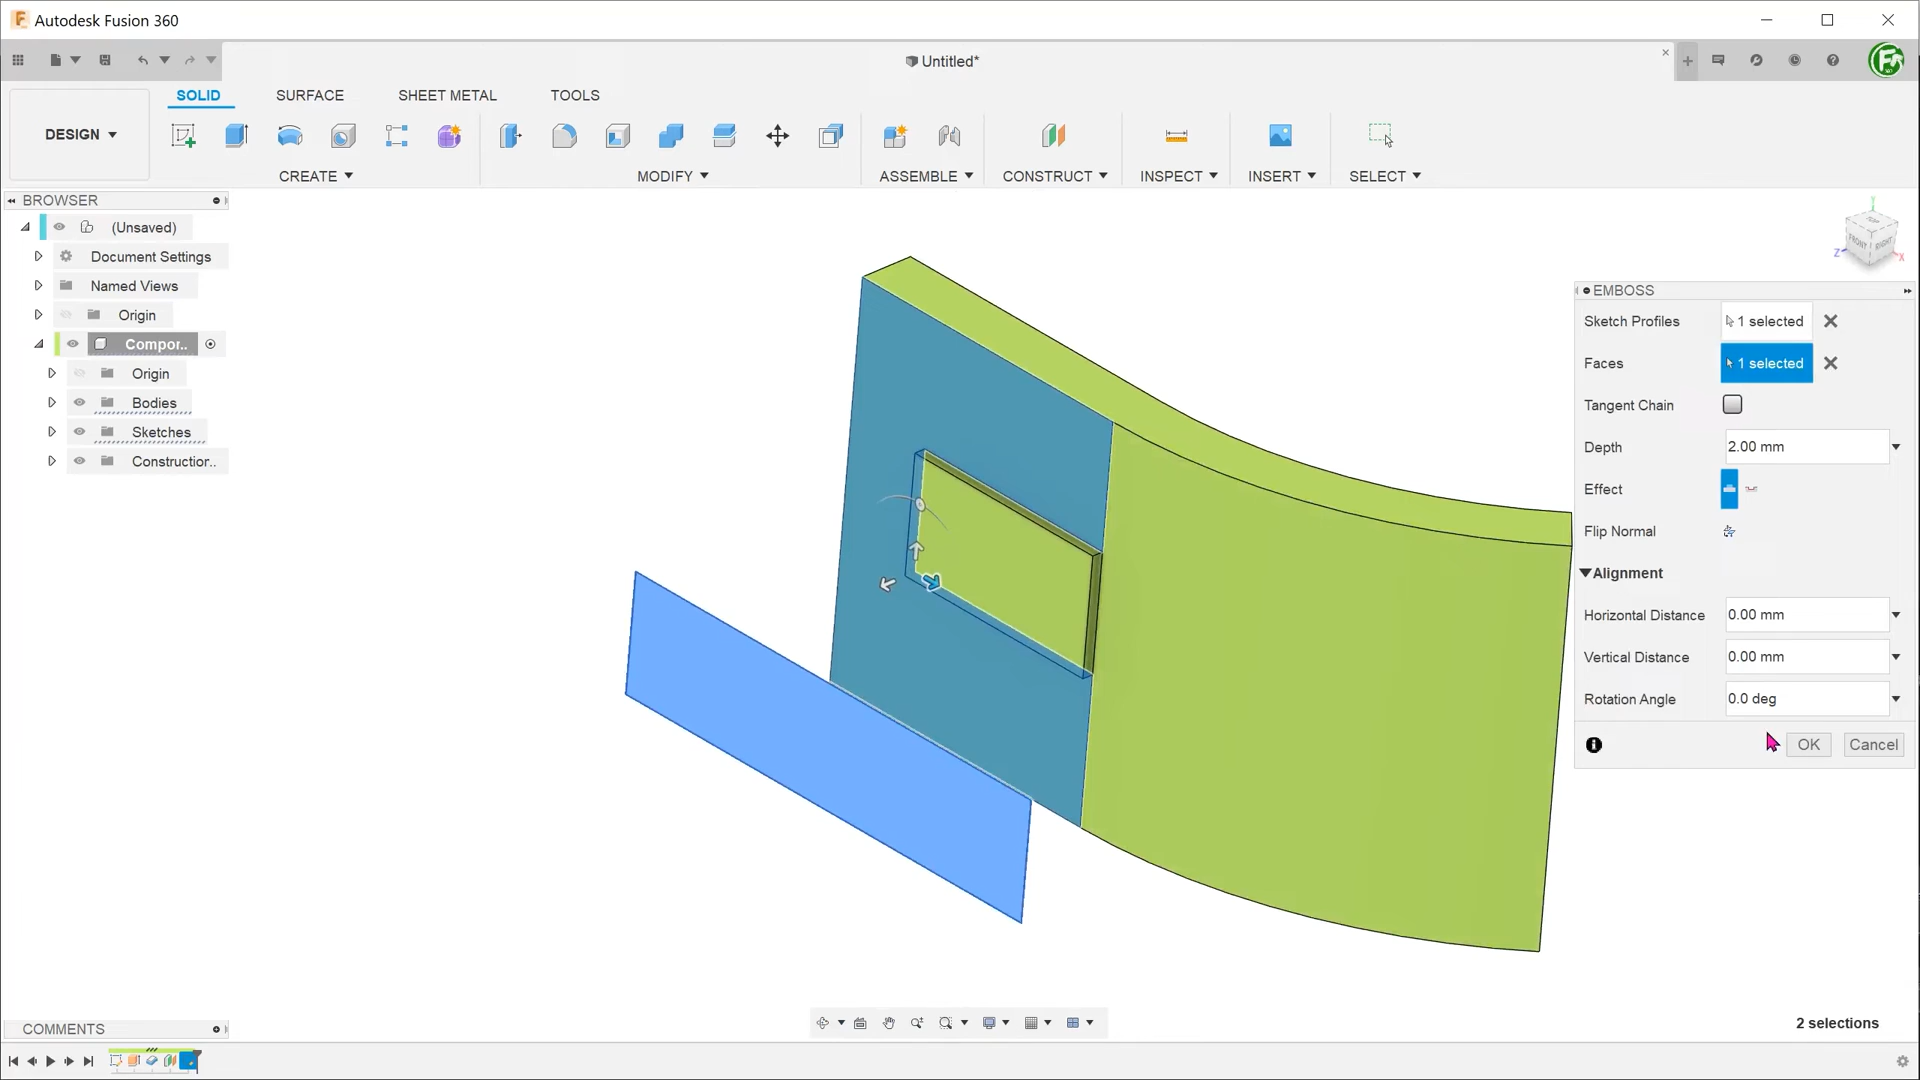 Autodesk Fusion 360
Untitled*
DESIGN
SOLID SURFACE SHEET METAL TOOLS
CREATE MODIFY ASSEMBLE CONSTRUCT INSPECT INSERT SELECT
BROWSER
(Unsaved)
Document Settings
Named Views
Origin
Compor..
Origin
Bodies
Sketches
Constructior..
TOP
FRONT RIGHT
Y
Z
X
EMBOSS
Sketch Profiles 1 selected
Faces 1 selected
Tangent Chain
Depth 2.00 mm
Effect
Flip Normal
Alignment
Horizontal Distance 0.00 mm
Vertical Distance 0.00 mm
Rotation Angle 0.0 deg
OK Cancel
COMMENTS
2 selections